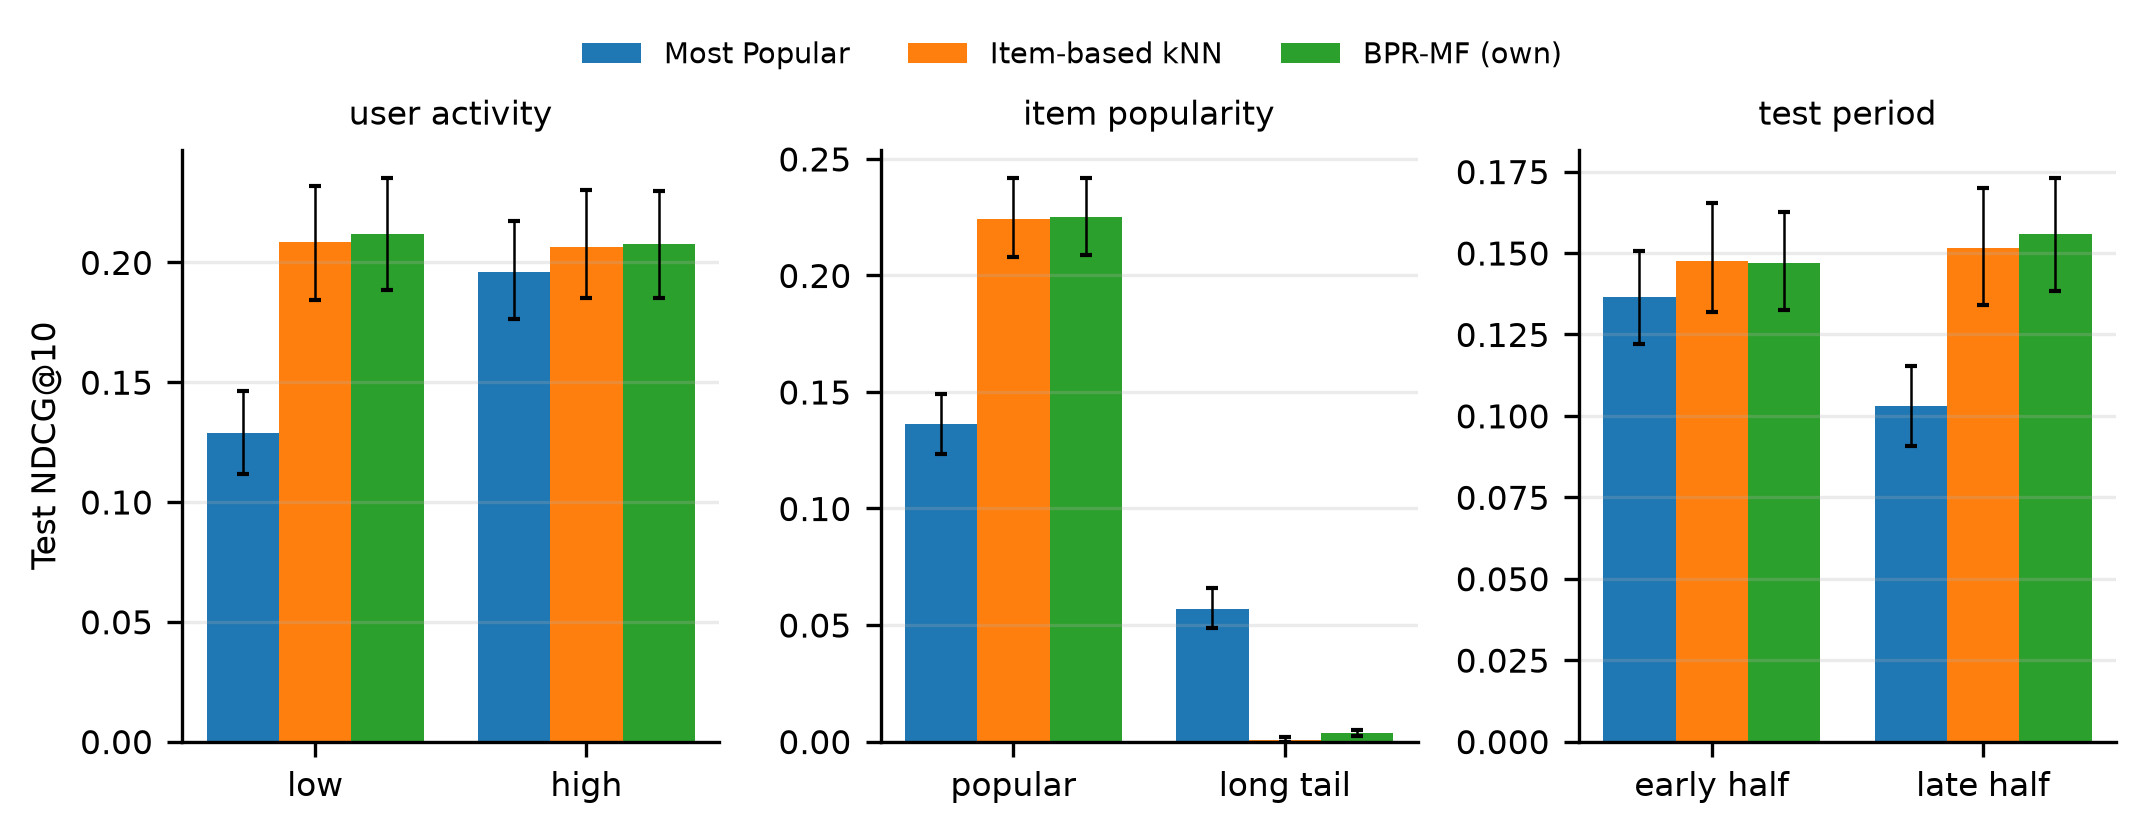 Most Popular
Item-based kNN
BPR-MF (own)
user activity
item popularity
test period
Test NDCG@10
0.20
0.15
0.10
0.05
0.00
low
high
0.25
0.20
0.15
0.10
0.05
0.00
popular
long tail
0.175
0.150
0.125
0.100
0.075
0.050
0.025
0.000
early half
late half